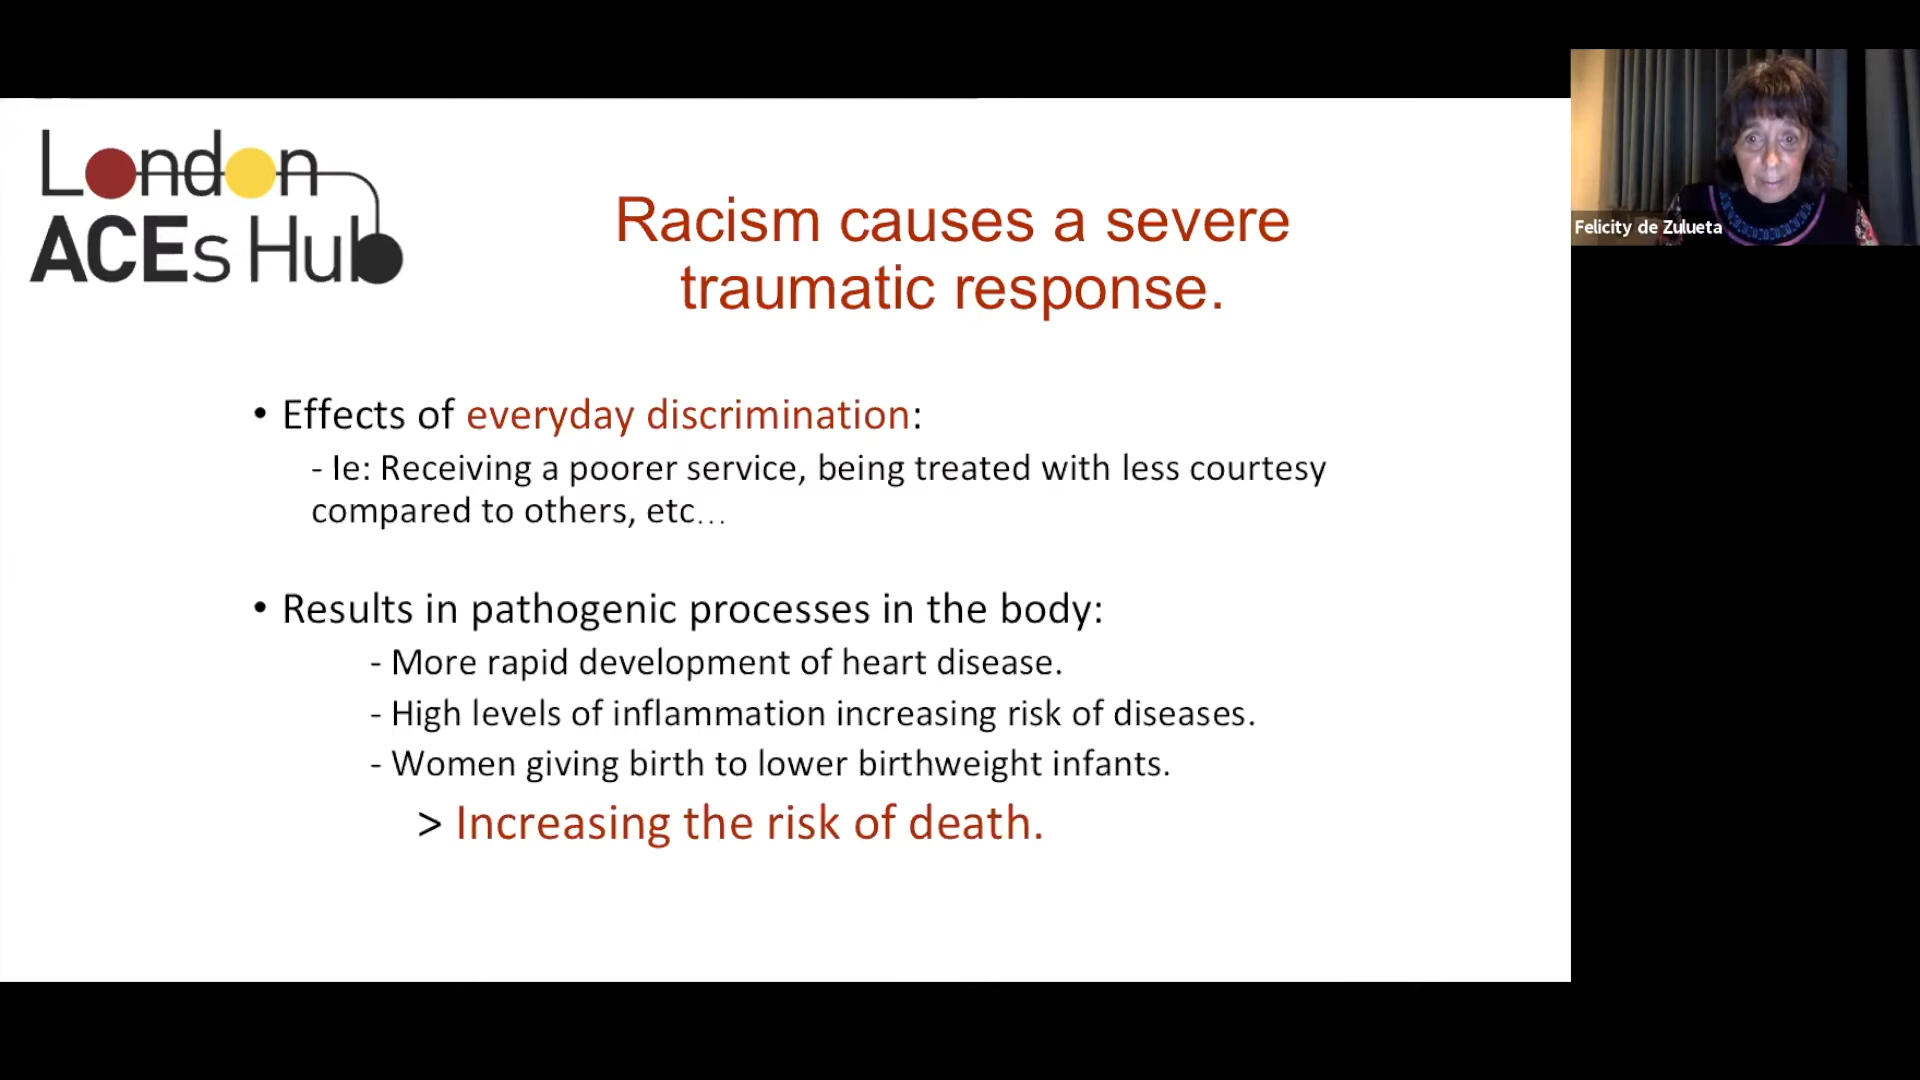 London
ACEs Hub
Racism causes a severe
traumatic response.
• Effects of everyday discrimination:
- Ie: Receiving a poorer service, being treated with less courtesy
compared to others, etc...
• Results in pathogenic processes in the body:
- More rapid development of heart disease.
- High levels of inflammation increasing risk of diseases.
- Women giving birth to lower birthweight infants.
> Increasing the risk of death.
Felicity de Zulueta